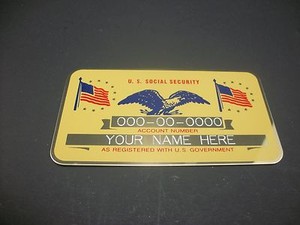 U. S. SOCIAL SECURITY
000-00-0000
ACCOUNT NUMBER
YOUR NAME HERE
AS REGISTERED WITH U.S. GOVERNMENT